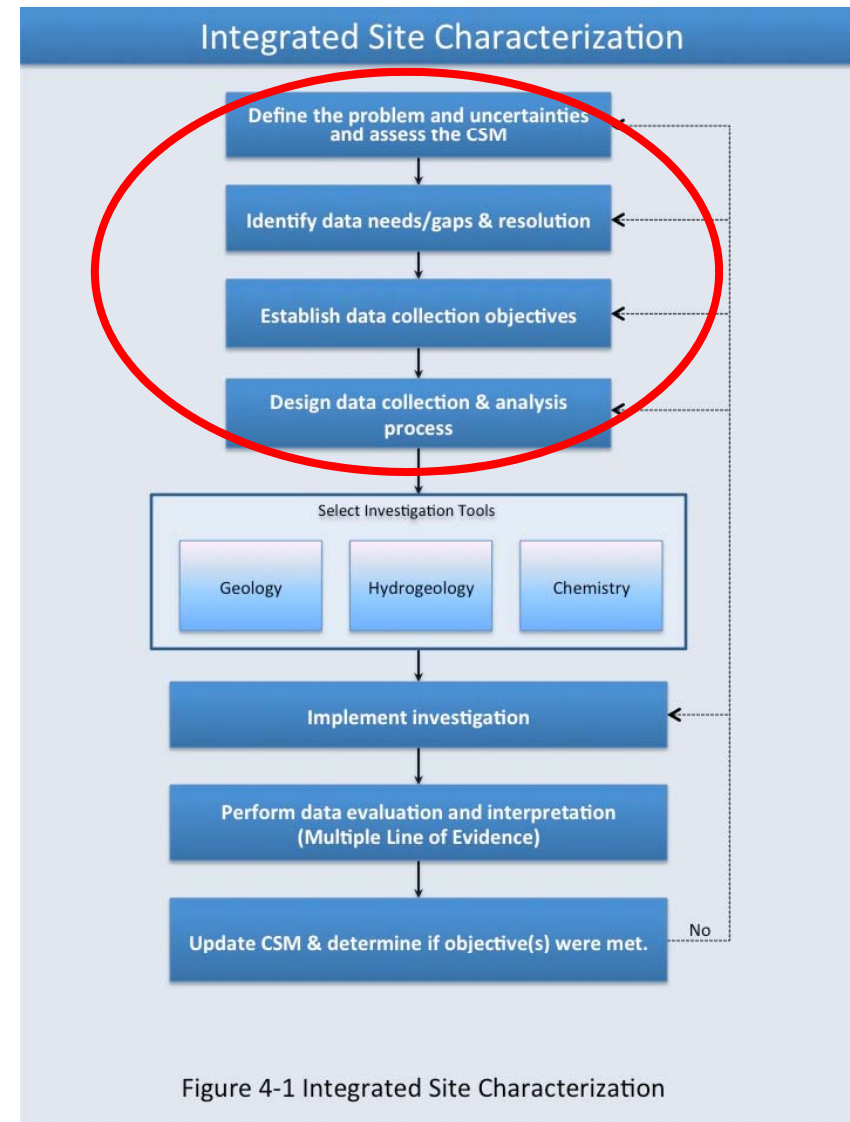 Integrated Site Characterization
Define the problem and uncertainties
and assess the CSM
Identify data needs/gaps & resolution
Establish data collection objectives
Design data collection & analysis
process
Select Investigation Tools
Geology
Hydrogeology
Chemistry
Implement investigation
Perform data evaluation and interpretation
(Multiple Line of Evidence)
Update CSM & determine if objective(s) were met.
No
Figure 4-1 Integrated Site Characterization